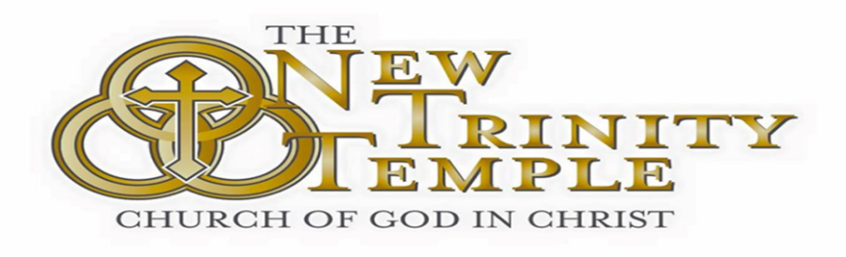 THE
NEW
TRINITY
TEMPLE
CHURCH OF GOD IN CHRIST